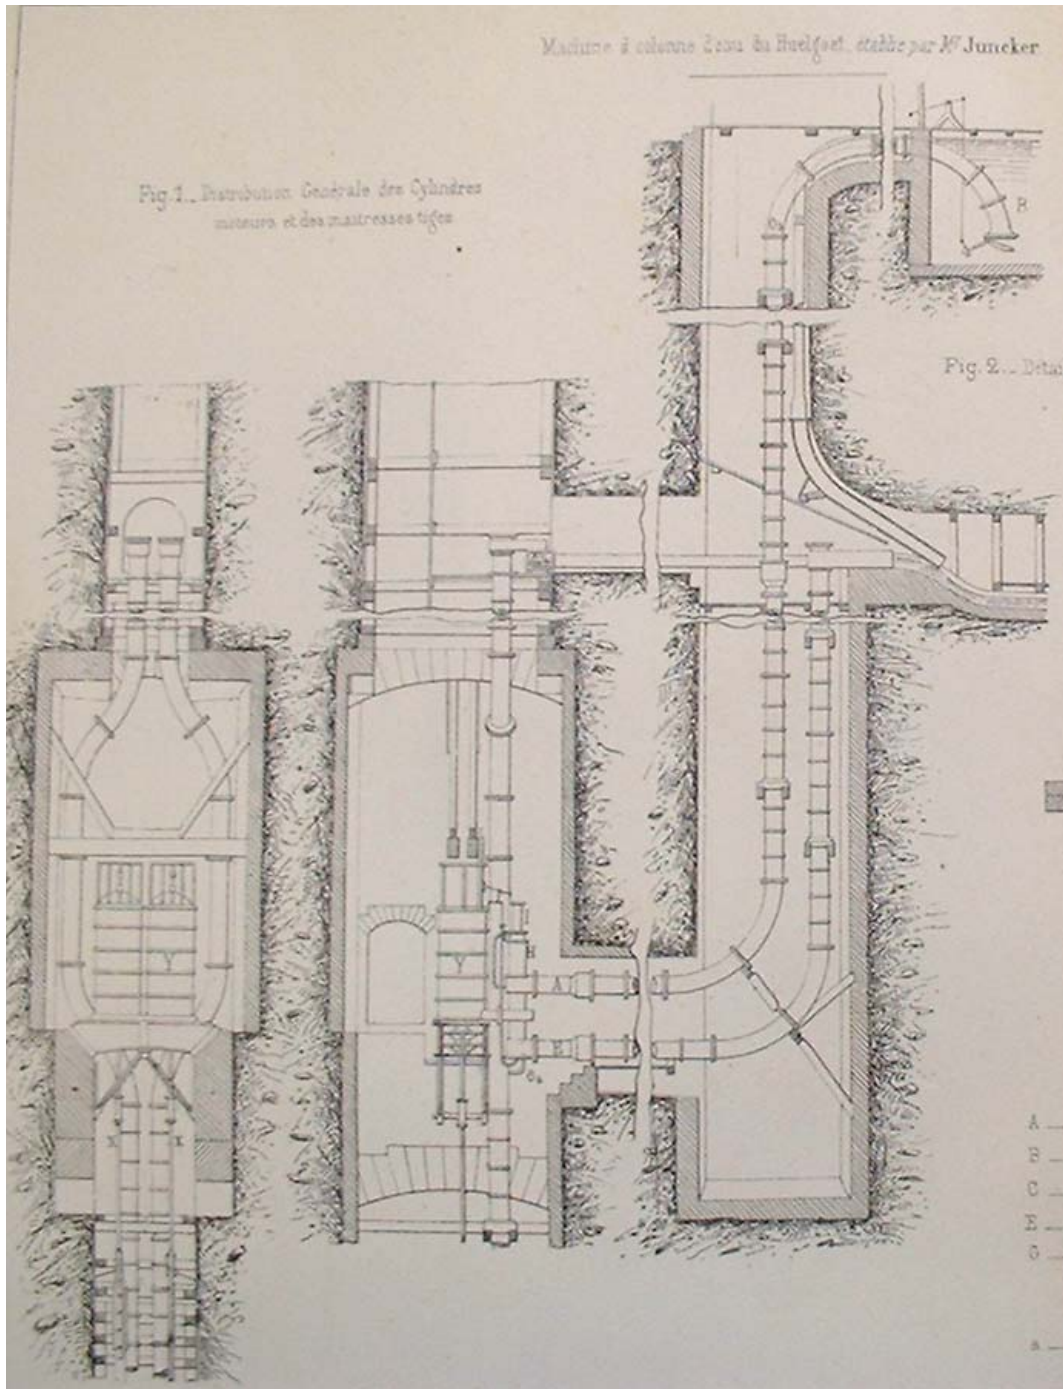 Machine à colonne d'eau du Huelgoat, établie par Mr Juncker
Fig. 1._ Distribution Générale des Cylindres
moteurs et des maitresses tiges
B
Fig. 2._ Détai
Y
Y
H
A
E
X
X
A
B
C
E
G
a